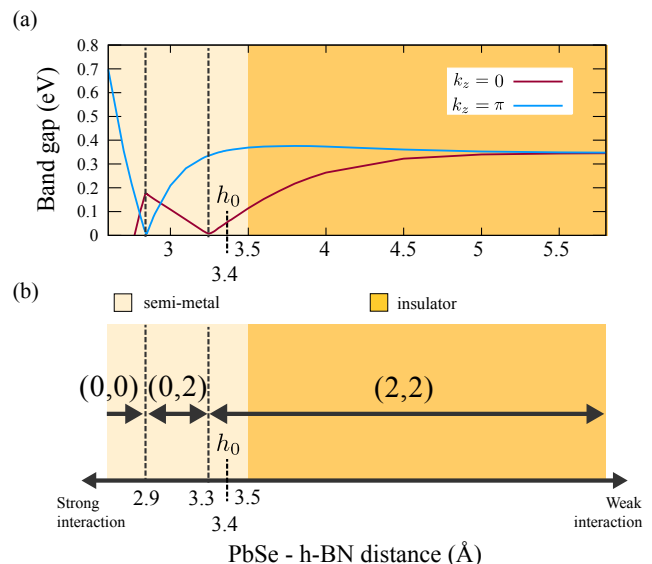 (a)
Band gap (eV)
0.8
0.7
0.6
0.5
0.4
0.3
0.2
0.1
0
k_z = 0
k_z = π
h_0
3
3.5
4
4.5
5
5.5
3.4
(b)
semi-metal
insulator
(0,0)
(0,2)
(2,2)
h_0
Strong interaction
2.9
3.3
3.5
3.4
Weak interaction
PbSe - h-BN distance (Å)